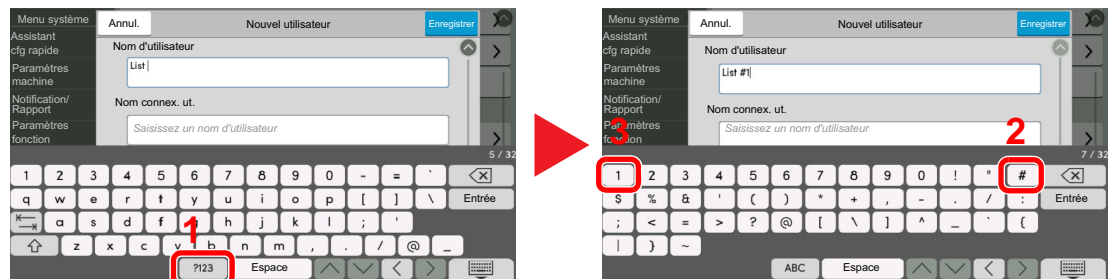 Menu système
Annul.
Nouvel utilisateur
Enregistrer
Assistant
cfg rapide
Nom d'utilisateur
List
Paramètres
machine
Notification/
Rapport
Nom connex. ut.
Paramètres
fonction
Saisissez un nom d'utilisateur
5 / 32
1 2 3 4 5 6 7 8 9 0 - = `
q w e r t y u i o p [ ] \ Entrée
a s d f g h j k l ; '
1
z x c v b n m , . / @ _
?123 Espace
Menu système
Annul.
Nouvel utilisateur
Enregistrer
Assistant
cfg rapide
Nom d'utilisateur
List #1
Paramètres
machine
Notification/
Rapport
Nom connex. ut.
Paramètres
fonction
Saisissez un nom d'utilisateur
3
2
7 / 32
1 2 3 4 5 6 7 8 9 0 ! " #
$ % & ' ( ) * + , - . / : Entrée
; < = > ? @ [ \ ] ^ _ ` {
| } ~
ABC Espace